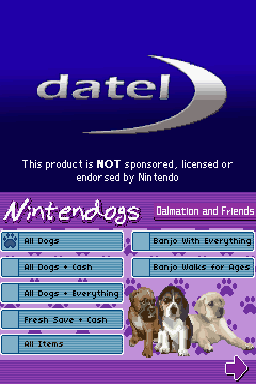 datel
This product is NOT sponsored, licensed or
endorsed by Nintendo
Nintendogs
Dalmation and Friends
All Dogs
Banjo With Everything
All Dogs + Cash
Banjo Walks for Ages
All Dogs + Everything
Fresh Save + Cash
All Items